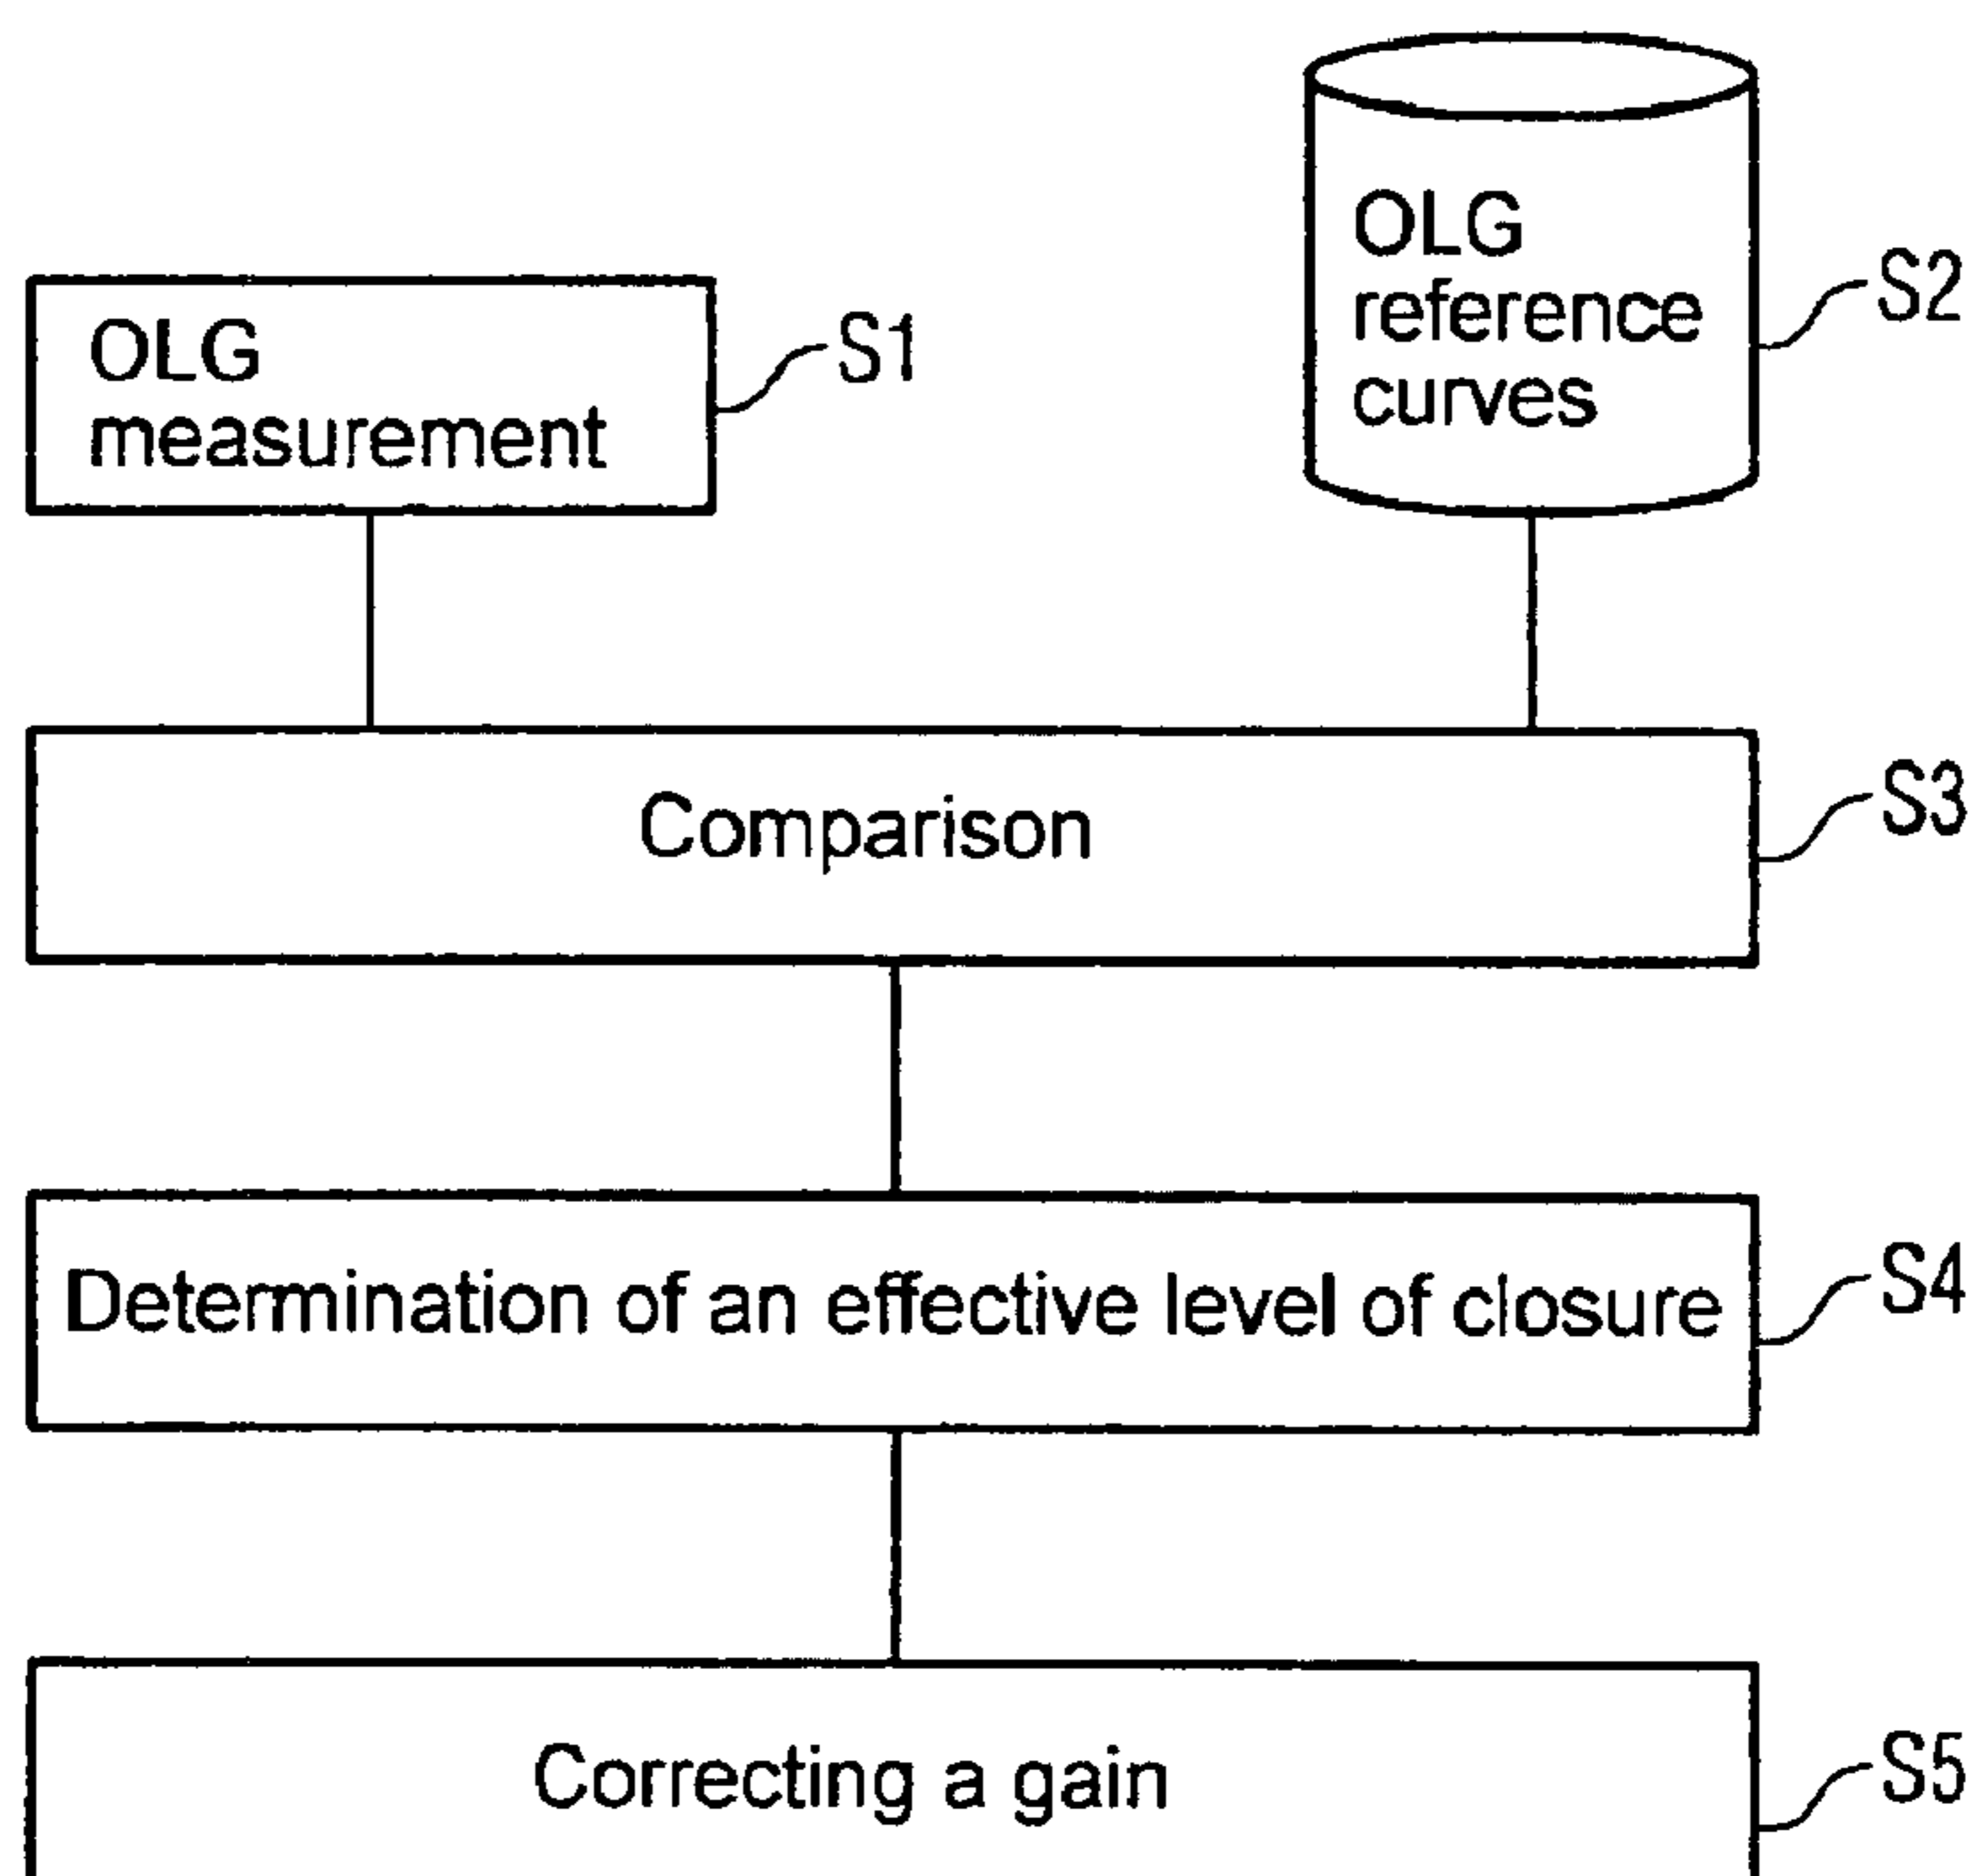 OLG
measurement
S1
OLG
reference
curves
S2
Comparison
S3
Determination of an effective level of closure
S4
Correcting a gain
S5